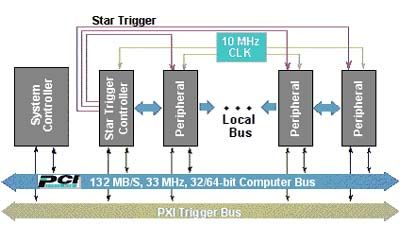 Star Trigger
10 MHz
CLK
System
Controller
Star Trigger
Controller
Peripheral
Local
Bus
Peripheral
Peripheral
PCI
132 MB/S, 33 MHz, 32/64-bit Computer Bus
PXI Trigger Bus